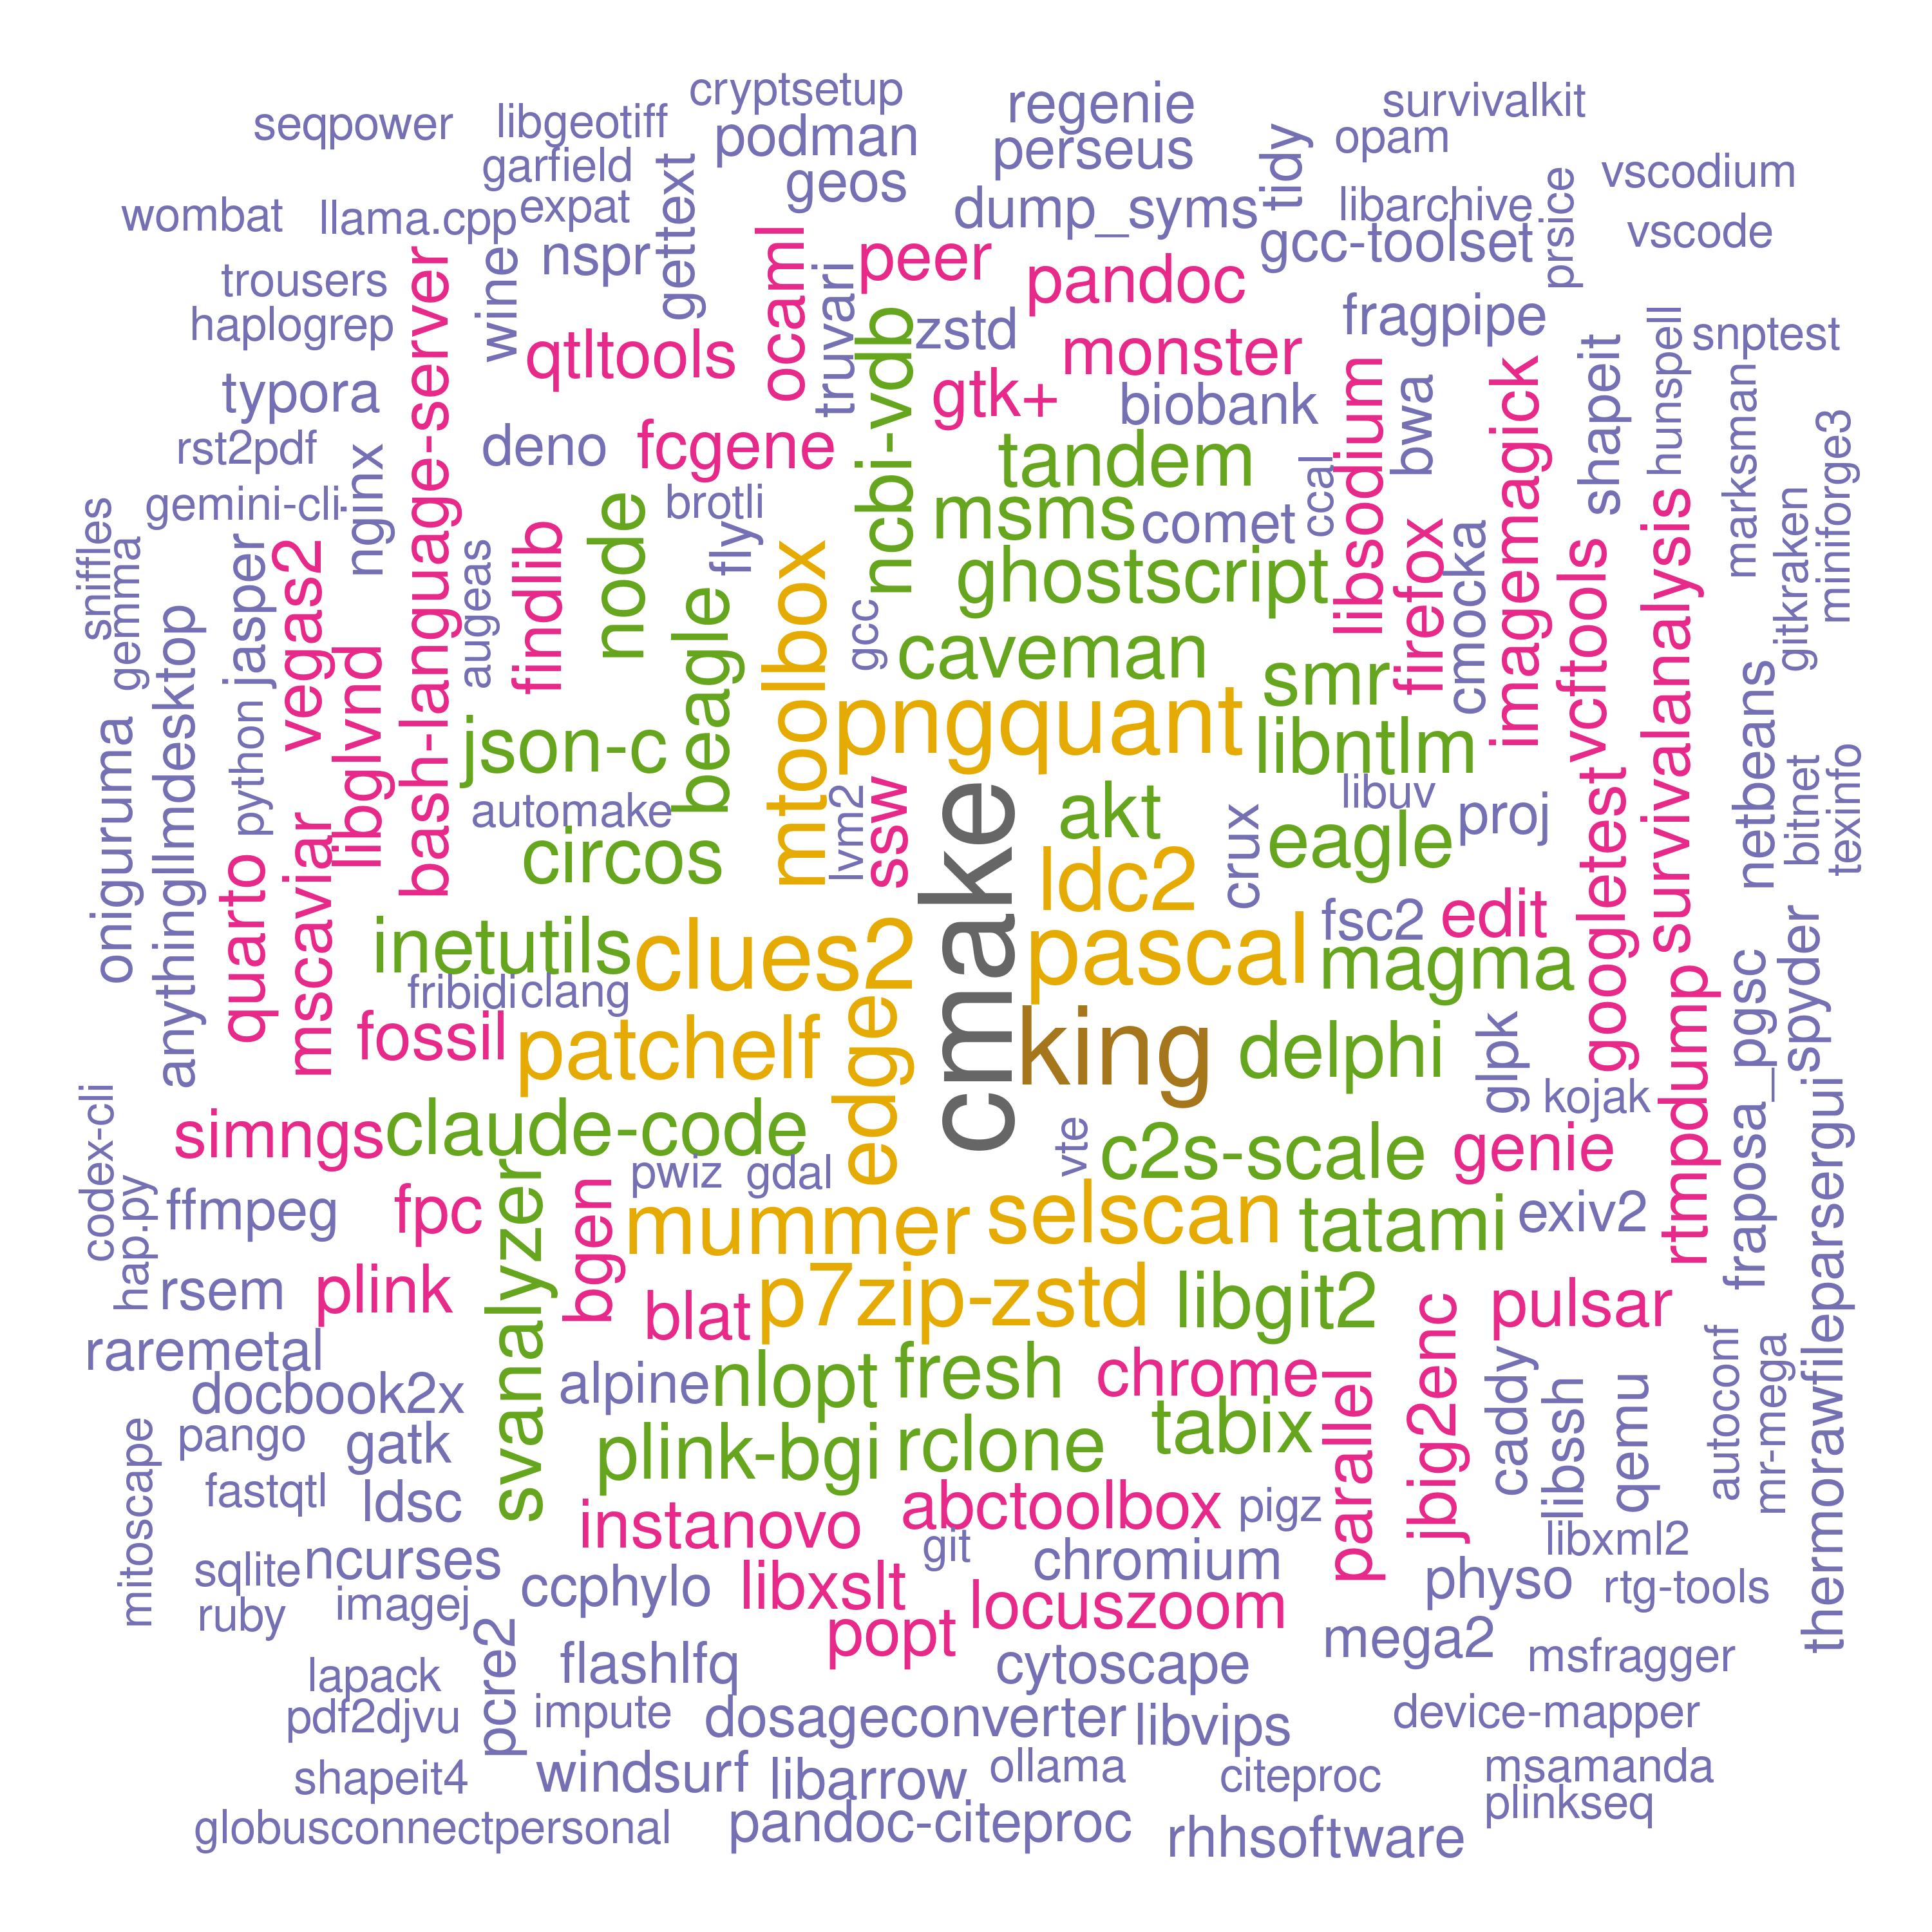 cryptsetup
regenie
survivalkit
seqpower
libgeotiff
podman
perseus
tidy
opam
garfield
gettext
geos
vscodium
wombat
llama.cpp
expat
dump_syms
libarchive
prsice
vscode
nspr
ocaml
peer
pandoc
gcc-toolset
trousers
bash-language-server
wine
truvari
haplogrep
qtltools
ncbi-vdb
zstd
monster
fragpipe
shapeit
hunspell
snptest
typora
gtk+
biobank
libsodium
bwa
imagemagick
marksman
miniforge3
rst2pdf
nginx
deno
fcgene
tandem
ccal
gemini-cli
brotli
msms
comet
sniffles
gemma
jasper
vegas2
augeas
findlib
node
fly
beagle
mtoolbox
ghostscript
firefox
cmocka
vcftools
survivalanalysis
gitkraken
anythingllmdesktop
libglvnd
gcc
caveman
smr
oniguruma
python
json-c
pngquant
libntlm
netbeans
bitnet
texinfo
quarto
mscaviar
automake
lvm2
ssw
cmake
akt
libuv
proj
googletest
circos
ldc2
crux
eagle
inetutils
clues2
pascal
fsc2
edit
magma
fribidi
clang
edge
rtmpdump
fraposa_pgsc
spyder
fossil
patchelf
king
delphi
glpk
kojak
codex-cli
simngs
claude-code
vte
c2s-scale
genie
thermorawfileparsergui
hap.py
ffmpeg
fpc
svanalyzer
bgen
pwiz
gdal
mummer
selscan
tatami
exiv2
rsem
plink
blat
p7zip-zstd
libgit2
jbig2enc
pulsar
raremetal
docbook2x
alpine
nlopt
fresh
chrome
parallel
caddy
libssh
qemu
autoconf
mr-mega
mitoscape
pango
gatk
plink-bgi
rclone
tabix
fastqtl
ldsc
instanovo
abctoolbox
pigz
sqlite
ncurses
git
chromium
libxml2
ruby
imagej
ccphylo
libxslt
locuszoom
physo
rtg-tools
popt
lapack
pcre2
flashlfq
cytoscape
mega2
msfragger
pdf2djvu
impute
dosageconverter
libvips
device-mapper
shapeit4
windsurf
libarrow
ollama
citeproc
msamanda
plinkseq
globusconnectpersonal
pandoc-citeproc
rhhsoftware